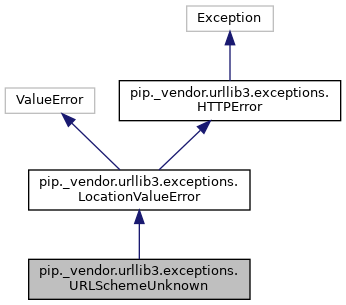 Exception
pip._vendor.urllib3.exceptions.
HTTPError
ValueError
pip._vendor.urllib3.exceptions.
LocationValueError
pip._vendor.urllib3.exceptions.
URLSchemeUnknown